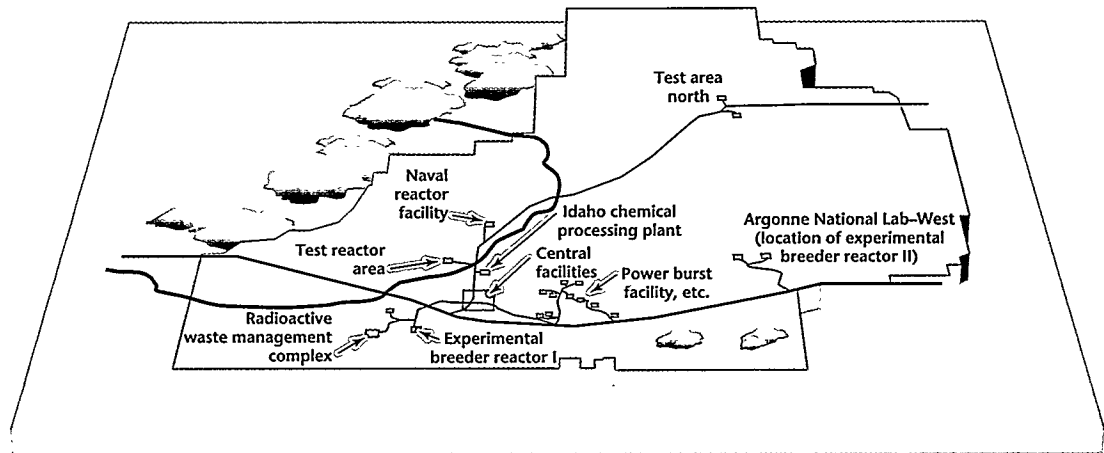 Test area
north
Naval
reactor
facility
Idaho chemical
processing plant
Argonne National Lab–West
(location of experimental
breeder reactor II)
Test reactor
area
Central
facilities
Power burst
facility, etc.
Radioactive
waste management
complex
Experimental
breeder reactor I